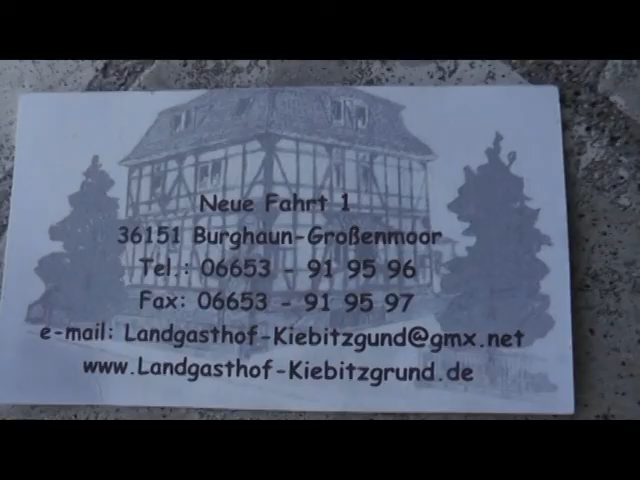 Neue Fahrt 1
36151 Burghaun-Großenmoor
Tel.: 06653 - 91 95 96
Fax: 06653 - 91 95 97
e-mail: Landgasthof-Kiebitzgund@gmx.net
www.Landgasthof-Kiebitzgrund.de